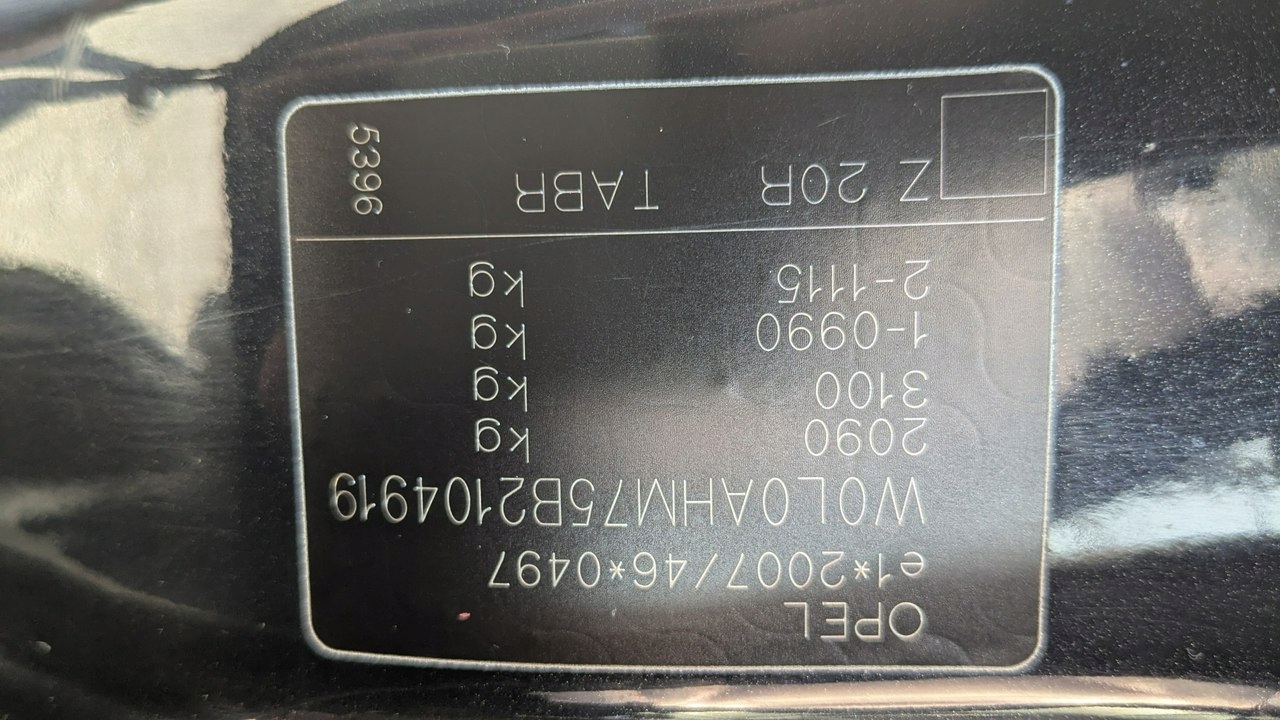 OPEL
e1*2007/46*0497
W0L0AHM75B2104919
2090 kg
3100 kg
1-0990 kg
2-1115 kg
Z 20R TABR
5396